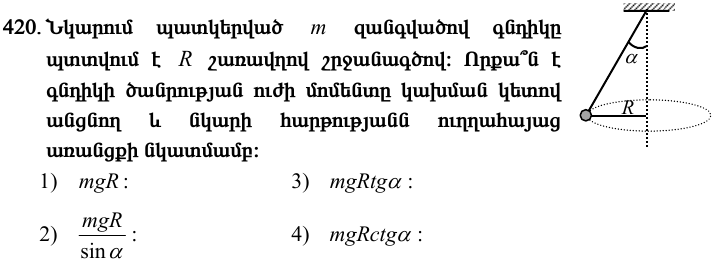 420. Նկարում պատկերված m զանգվածով գնդիկը
պտտվում է R շառավղով շրջանագծով: Որքա՞ն է
գնդիկի ծանրության ուժի մոմենտը կախման կետով
անցնող և նկարի հարթությանն ուղղահայաց
առանցքի նկատմամբ:
1) mgR :
3) mgRtgα :
2) mgR/sin α :
4) mgRctgα :
α
R